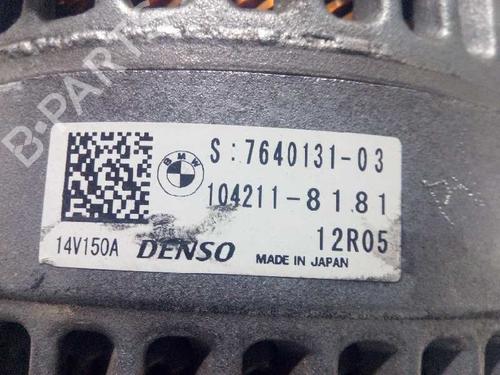 B-PARTS
BMW
S:7640131-03
104211-8181
14V150A DENSO 12R05
MADE IN JAPAN